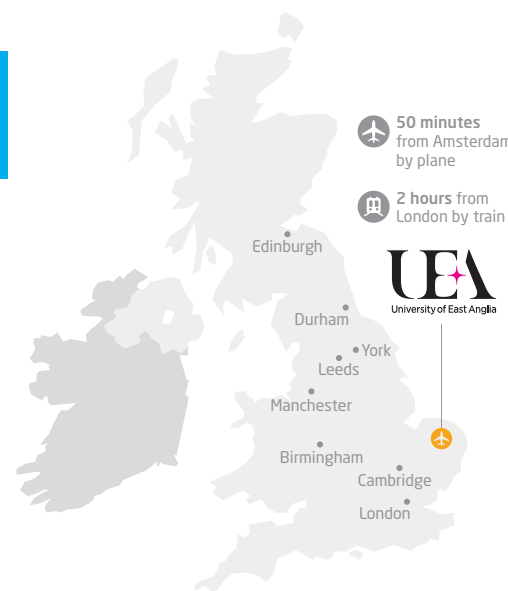 50 minutes
from Amsterdam
by plane
2 hours from
London by train
Edinburgh
UEA
University of East Anglia
Durham
York
Leeds
Manchester
Birmingham
Cambridge
London